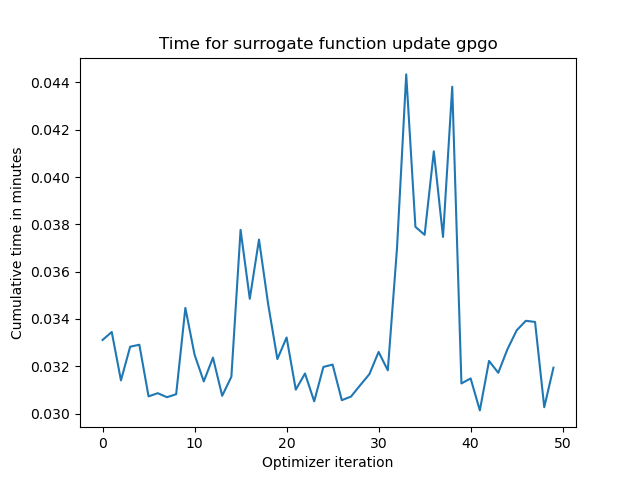 Time for surrogate function update gpgo
0.044
0.042
0.040
0.038
0.036
0.034
0.032
0.030
Cumulative time in minutes
0 10 20 30 40 50
Optimizer iteration